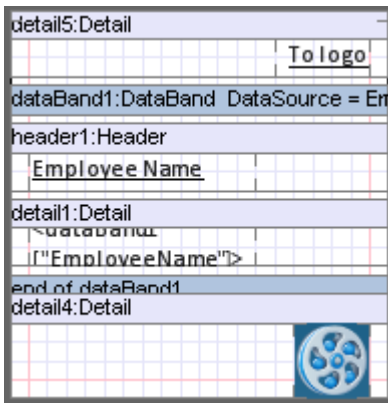 detail5:Detail
To logo
dataBand1:DataBand DataSource = Em
header1:Header
Employee Name
detail1:Detail
<dataBand1
["EmployeeName"]>
end of dataBand1
detail4:Detail